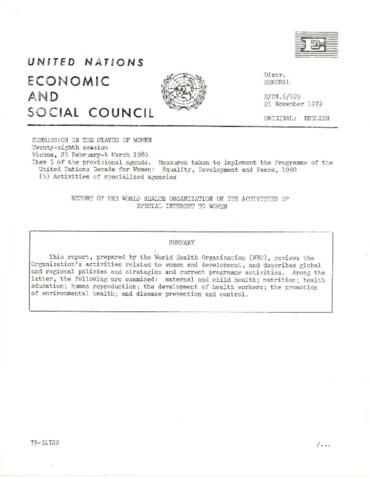 E
UNITED NATIONS
ECONOMIC
AND
SOCIAL COUNCIL
Distr.
GENERAL
E/CN.6/629
21 November 1979
ORIGINAL: ENGLISH
COMMISSION ON THE STATUS OF WOMEN
Twenty-eighth session
Vienna, 25 February-4 March 1980
Item 5 of the provisional agenda. Measures taken to implement the Programme of the
United Nations Decade for Women: Equality, Development and Peace, 1980
(b) Activities of specialized agencies
REPORT OF THE WORLD HEALTH ORGANIZATION ON ITS ACTIVITIES OF
SPECIAL INTEREST TO WOMEN
SUMMARY
This report, prepared by the World Health Organization (WHO), reviews the
Organization's activities related to women and development, and describes global
and regional policies and strategies and current programme activities. Among the
latter, the following are examined: maternal and child health; nutrition; health
education; human reproduction; the development of health workers; the promotion
of environmental health; and disease prevention and control.
79-31720
/...